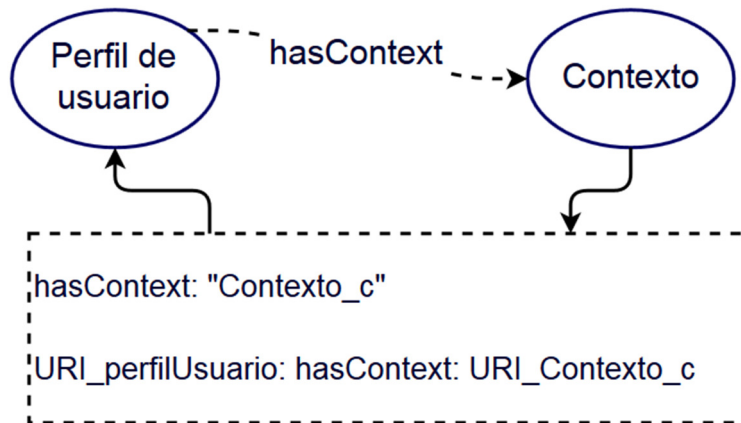 Perfil de
usuario
hasContext
Contexto
hasContext: "Contexto_c"
URI_perfilUsuario: hasContext: URI_Contexto_c